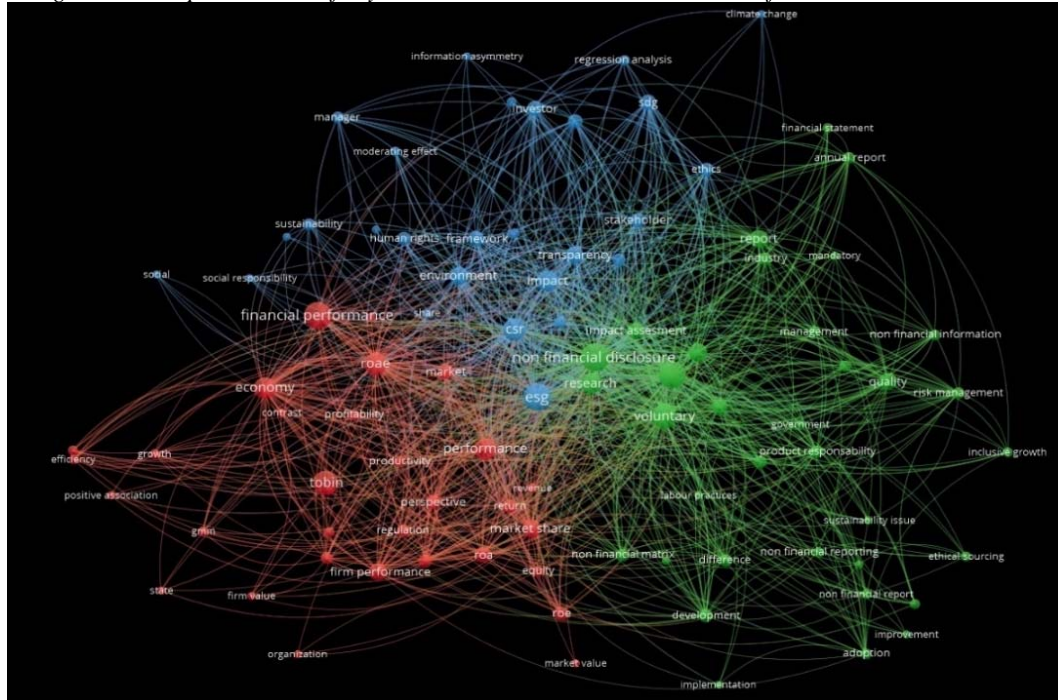 climate change
information asymmetry
regression analysis
investor
sdg
manager
financial statement
moderating effect
annual report
ethics
stakeholder
sustainability
human rights
framework
report
transparency
industry
mandatory
social
social responsibility
environment
impact
financial performance
share
csr
impact assesment
management
non financial information
non financial disclosure
roae
market
research
economy
esg
quality
risk management
contrast
profitability
voluntary
government
performance
product responsability
inclusive growth
efficiency
growth
productivity
tobin
revenue
positive association
labour practices
perspective
return
sustainability issue
gmm
regulation
market share
roa
non financial matrix
difference
non financial reporting
ethical sourcing
firm performance
equity
state
firm value
non financial report
roe
development
improvement
organization
market value
adoption
implementation